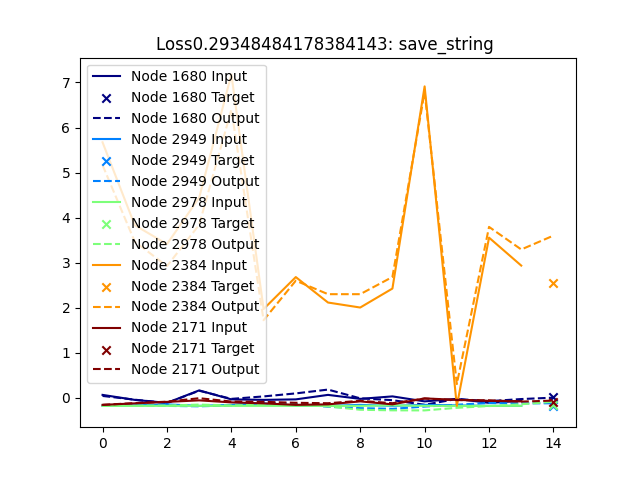 Loss0.29348484178384143: save_string
Node 1680 Input
Node 1680 Target
Node 1680 Output
Node 2949 Input
Node 2949 Target
Node 2949 Output
Node 2978 Input
Node 2978 Target
Node 2978 Output
Node 2384 Input
Node 2384 Target
Node 2384 Output
Node 2171 Input
Node 2171 Target
Node 2171 Output
7
6
5
4
3
2
1
0
0 2 4 6 8 10 12 14